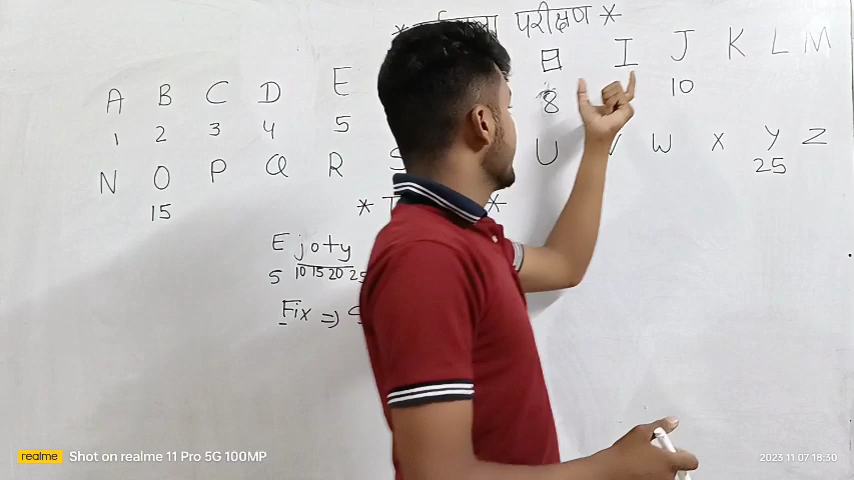 * परीक्षण *
A B C D E 日 I J K L M
1 2 3 4 5 8 10
N O P Q R S U V W X Y Z
15 25
* T *
E j o t y
5 10 15 20 25
Fix ⇒
realme Shot on realme 11 Pro 5G 100MP
2023 11 07 18:30